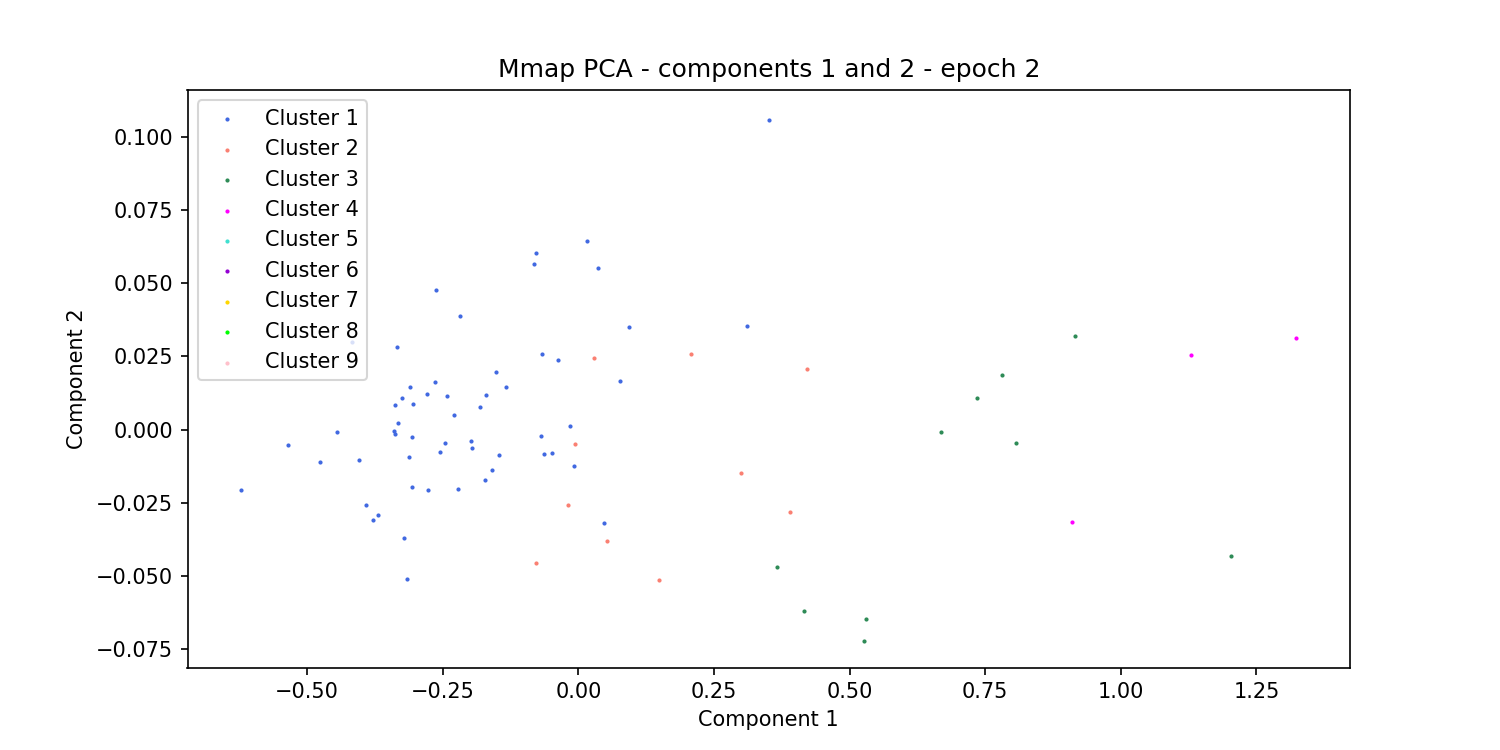 Mmap PCA - components 1 and 2 - epoch 2
Cluster 1
Cluster 2
Cluster 3
Cluster 4
Cluster 5
Cluster 6
Cluster 7
Cluster 8
Cluster 9
0.100
0.075
0.050
0.025
0.000
−0.025
−0.050
−0.075
Component 2
−0.50
−0.25
0.00
0.25
0.50
0.75
1.00
1.25
Component 1